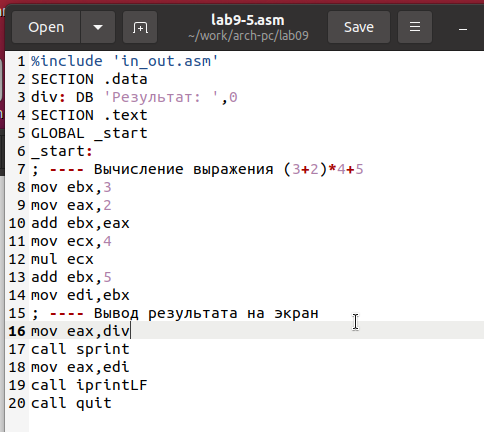 Open
lab9-5.asm
~/work/arch-pc/lab09
Save
1 %include 'in_out.asm'
2 SECTION .data
3 div: DB 'Результат: ',0
4 SECTION .text
5 GLOBAL _start
6 _start:
7 ; ---- Вычисление выражения (3+2)*4+5
8 mov ebx,3
9 mov eax,2
10 add ebx,eax
11 mov ecx,4
12 mul ecx
13 add ebx,5
14 mov edi,ebx
15 ; ---- Вывод результата на экран
16 mov eax,div
17 call sprint
18 mov eax,edi
19 call iprintLF
20 call quit